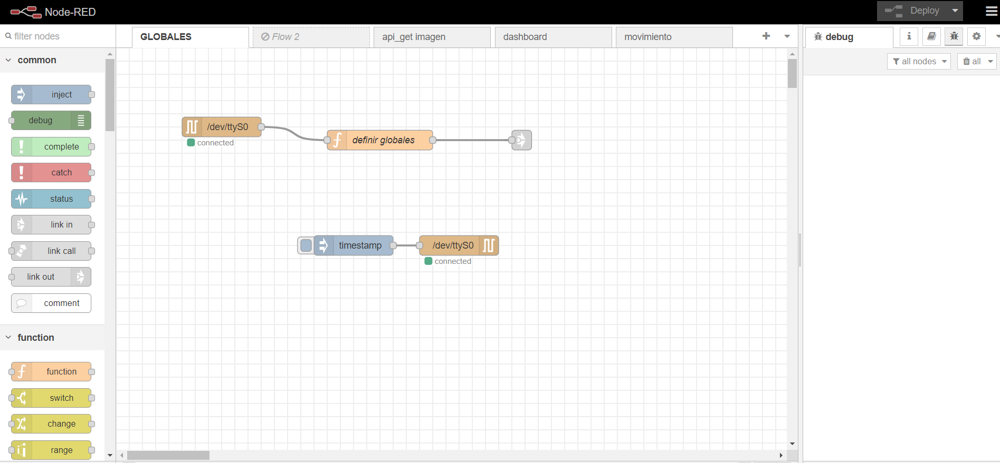 Node-RED
Deploy
filter nodes
GLOBALES
Flow 2
api_get imagen
dashboard
movimiento
debug
i
all nodes
all
common
inject
debug
complete
catch
status
link in
link call
link out
comment
function
function
switch
change
range
/dev/ttyS0
connected
definir globales
timestamp
/dev/ttyS0
connected